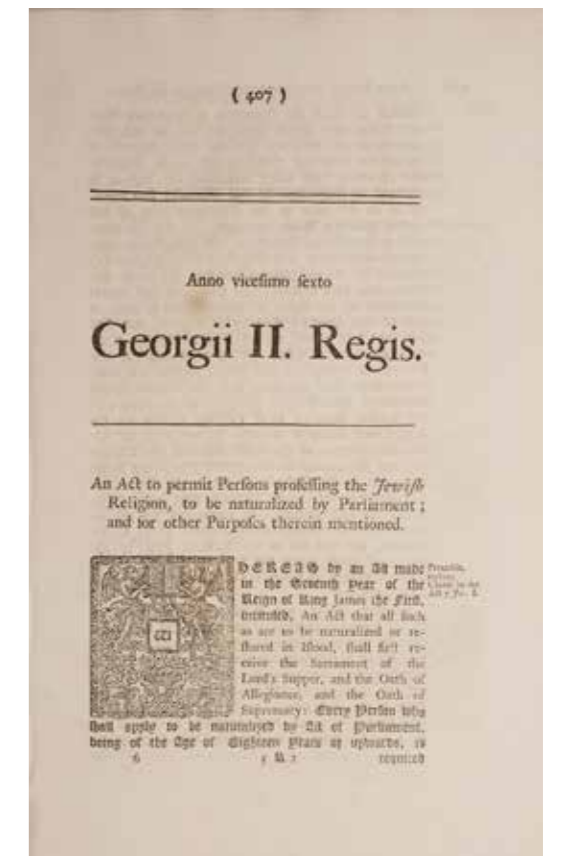 ( 407 )
Anno vicesimo sexto
Georgii II. Regis.
An Act to permit Persons professing the Jewish
Religion, to be naturalized by Parliament ;
and for other Purposes therein mentioned.
WHEREAS by an Act made
in the Seventh Year of the
Reign of King James the First,
intituled, An Act that all such
as are to be naturalized or re-
stored in Blood, shall first re-
ceive the Sacrament of the
Lord's Supper, and the Oath of
Allegiance, and the Oath of
Supremacy: Every Person who
shall apply to be naturalized by Act of Parliament,
being of the Age of Eighteen Years or upwards, is
6 5 U 2 required
Preamble,